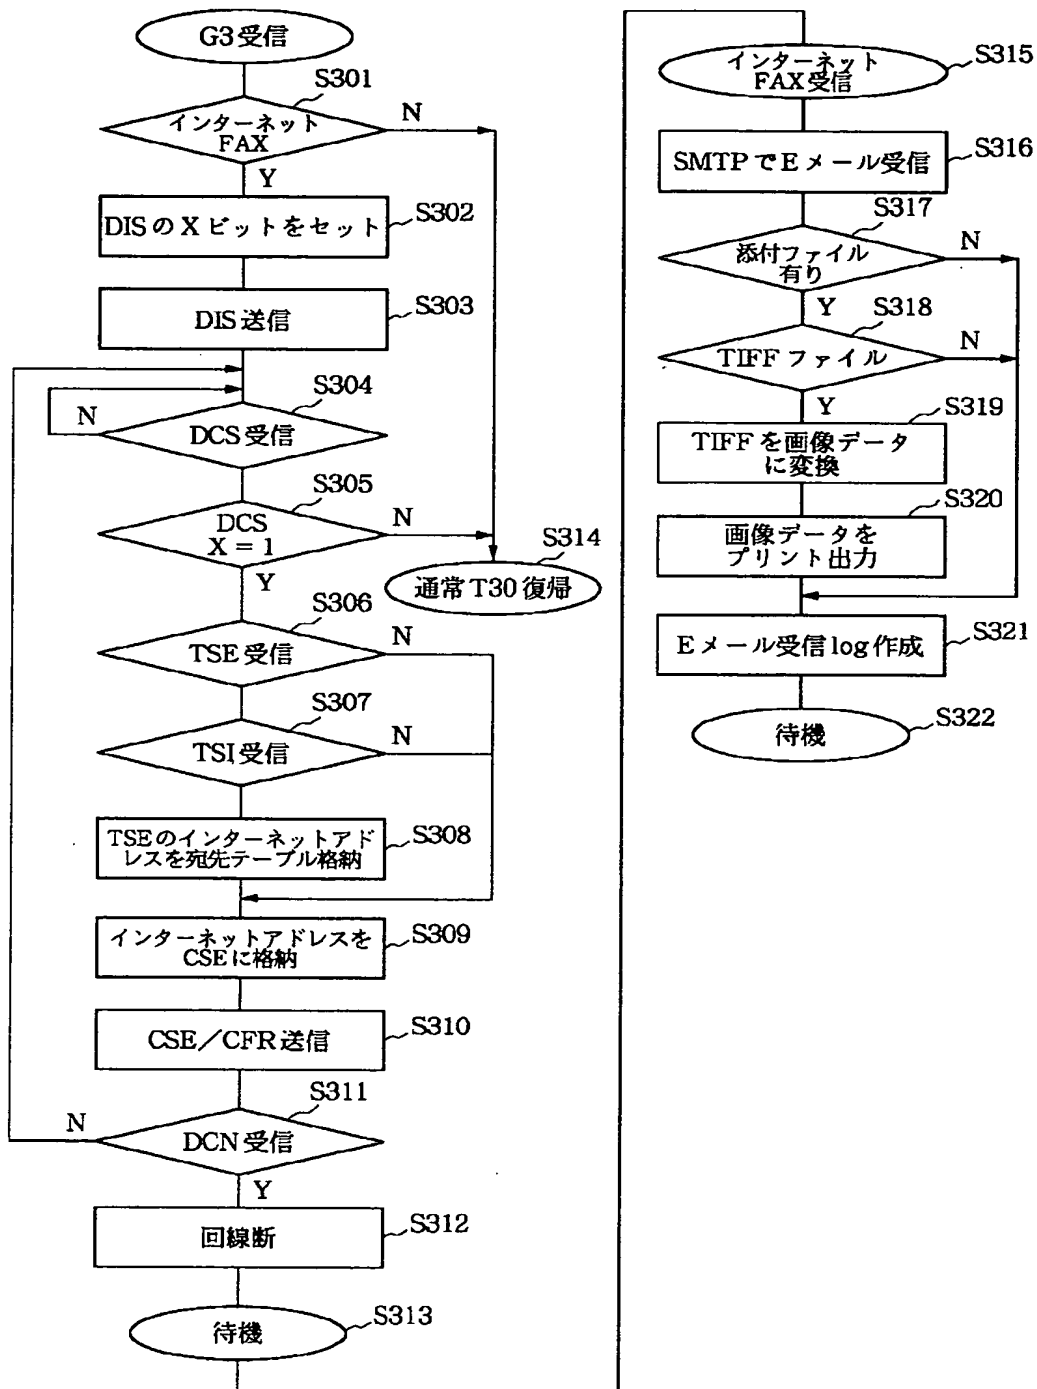 G3受信
S301
インターネット
FAX
N
Y
DISのXビットをセット
S302
DIS送信
S303
S304
N
DCS受信
S305
DCS
X=1
N
Y
S314
通常T30復帰
S306
TSE受信
N
S307
TSI受信
N
TSEのインターネットアド
レスを宛先テーブル格納
S308
インターネットアドレスを
CSEに格納
S309
CSE/CFR送信
S310
S311
N
DCN受信
Y
回線断
S312
待機
S313
インターネット
FAX受信
S315
SMTPでEメール受信
S316
S317
添付ファイル
有り
N
Y
S318
TIFFファイル
N
Y
S319
TIFFを画像データ
に変換
S320
画像データを
プリント出力
Eメール受信log作成
S321
待機
S322